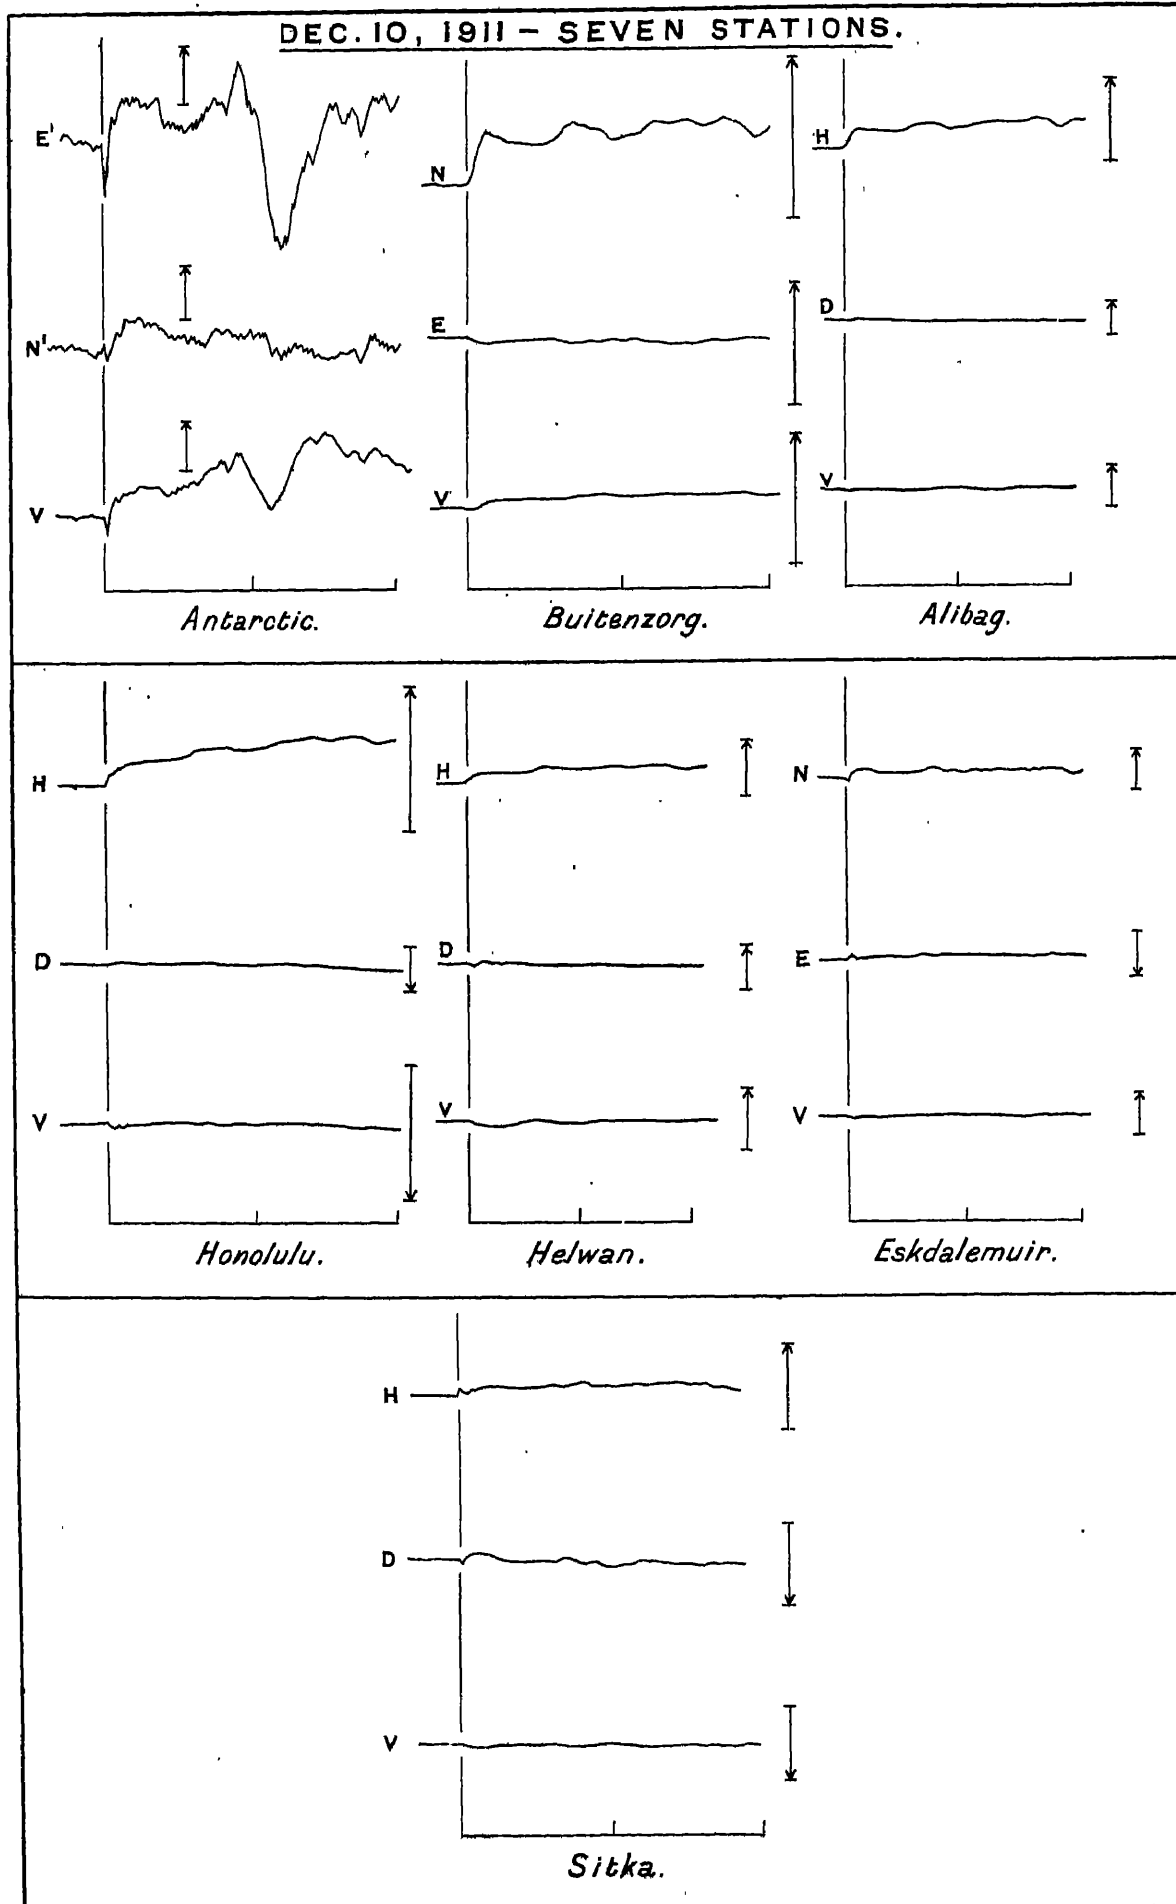 DEC. 10, 1911 – SEVEN STATIONS.
E'
N'
V
Antarctic.
N
E
V
Buitenzorg.
H
D
V
Alibag.
H
D
V
Honolulu.
H
D
V
Helwan.
N
E
V
Eskdalemuir.
H
D
V
Sitka.